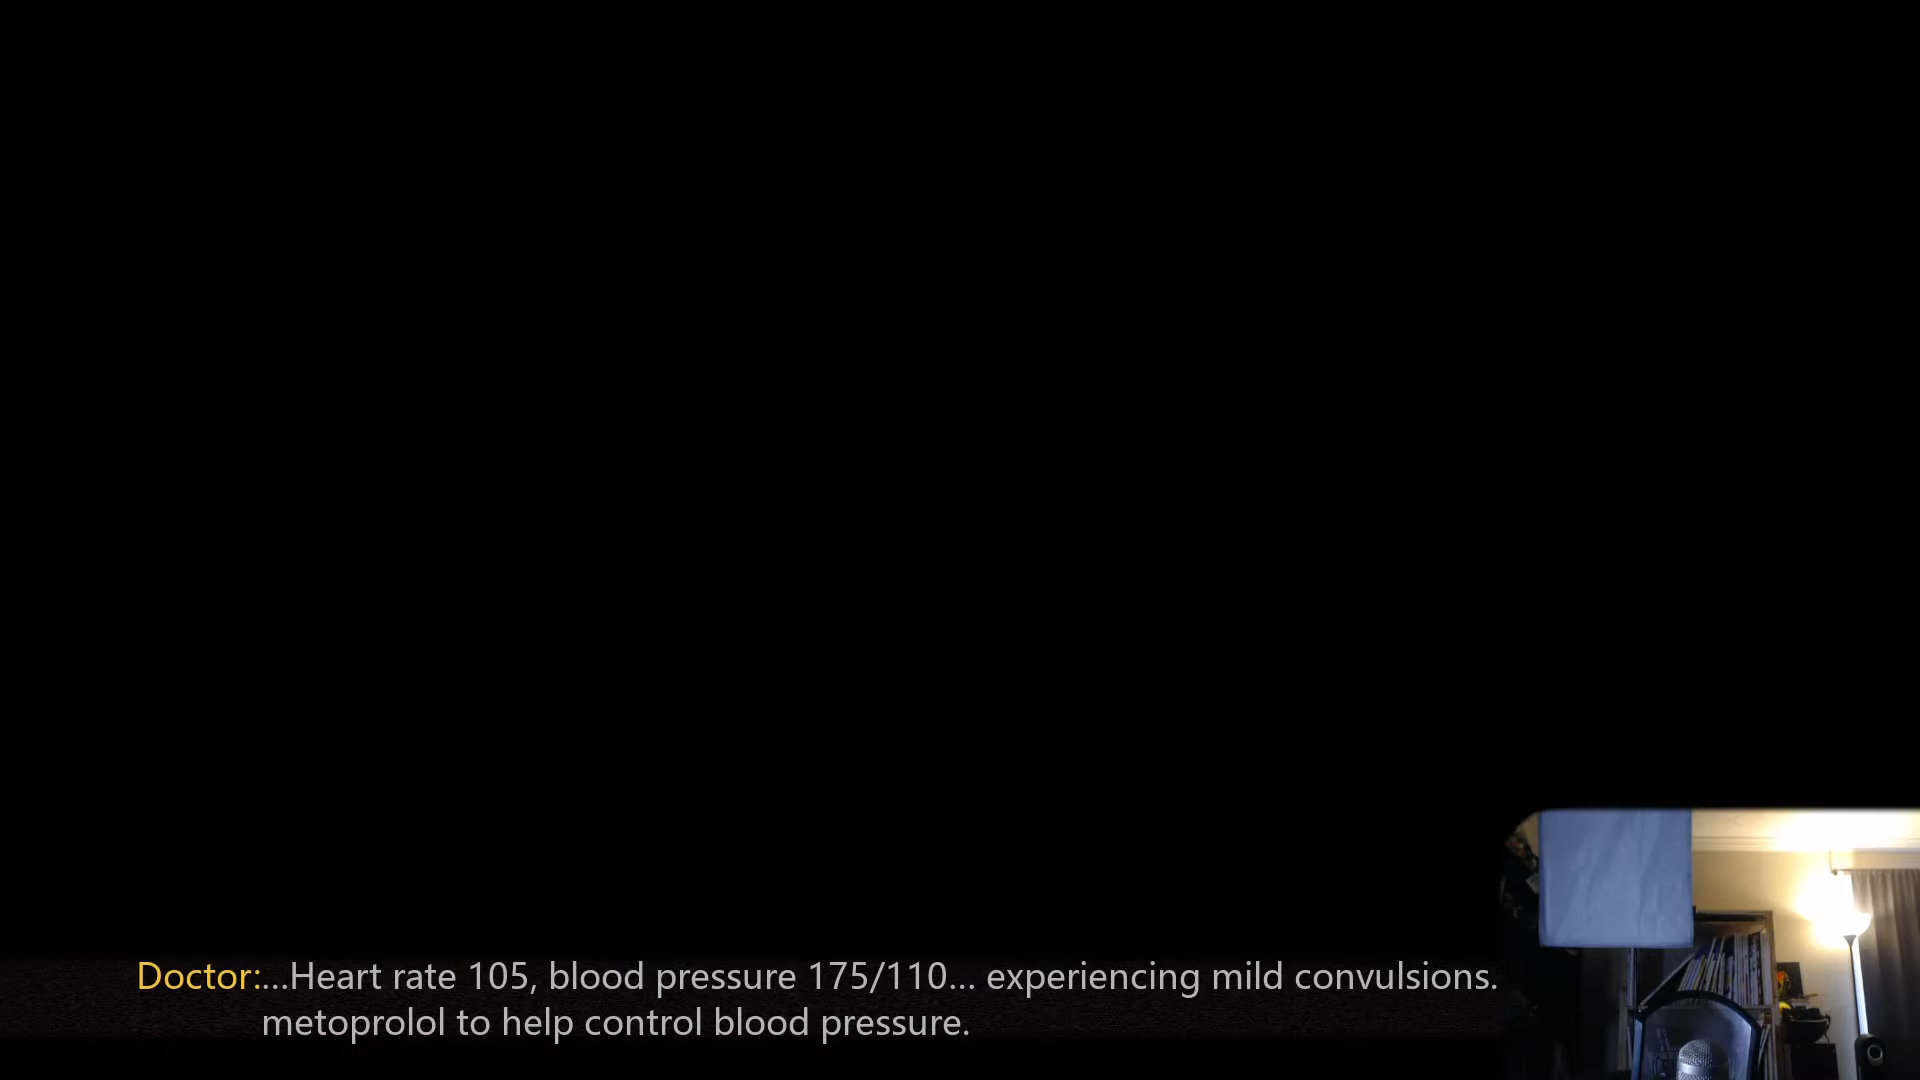 Doctor:...Heart rate 105, blood pressure 175/110... experiencing mild convulsions.
metoprolol to help control blood pressure.